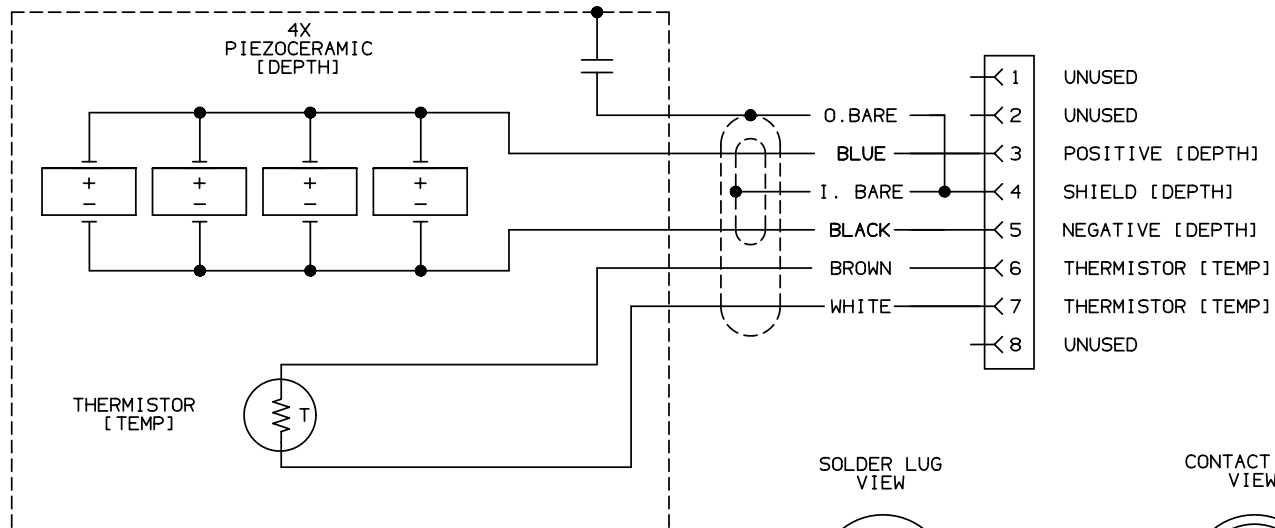 4X
PIEZOCERAMIC
[DEPTH]
+
−
+
−
+
−
+
−
O.BARE
BLUE
I. BARE
BLACK
BROWN
WHITE
1 UNUSED
2 UNUSED
3 POSITIVE [DEPTH]
4 SHIELD [DEPTH]
5 NEGATIVE [DEPTH]
6 THERMISTOR [TEMP]
7 THERMISTOR [TEMP]
8 UNUSED
THERMISTOR
[TEMP]
T
SOLDER LUG
VIEW
CONTACT
VIEW